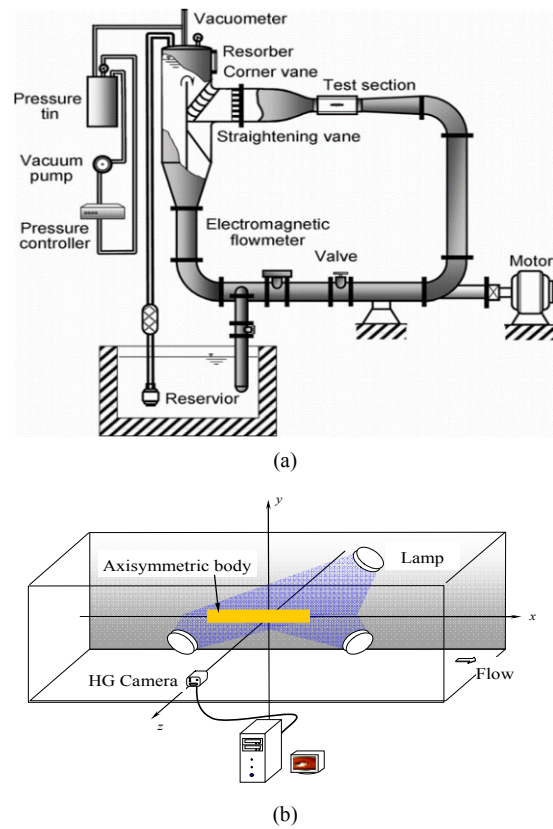 Vacuometer
Resorber
Corner vane
Test section
Pressure
tin
Straightening vane
Vacuum
pump
Electromagnetic
flowmeter
Pressure
controller
Valve
Motor
Reservior
(a)
y
Axisymmetric body
Lamp
x
HG Camera
Flow
z
(b)